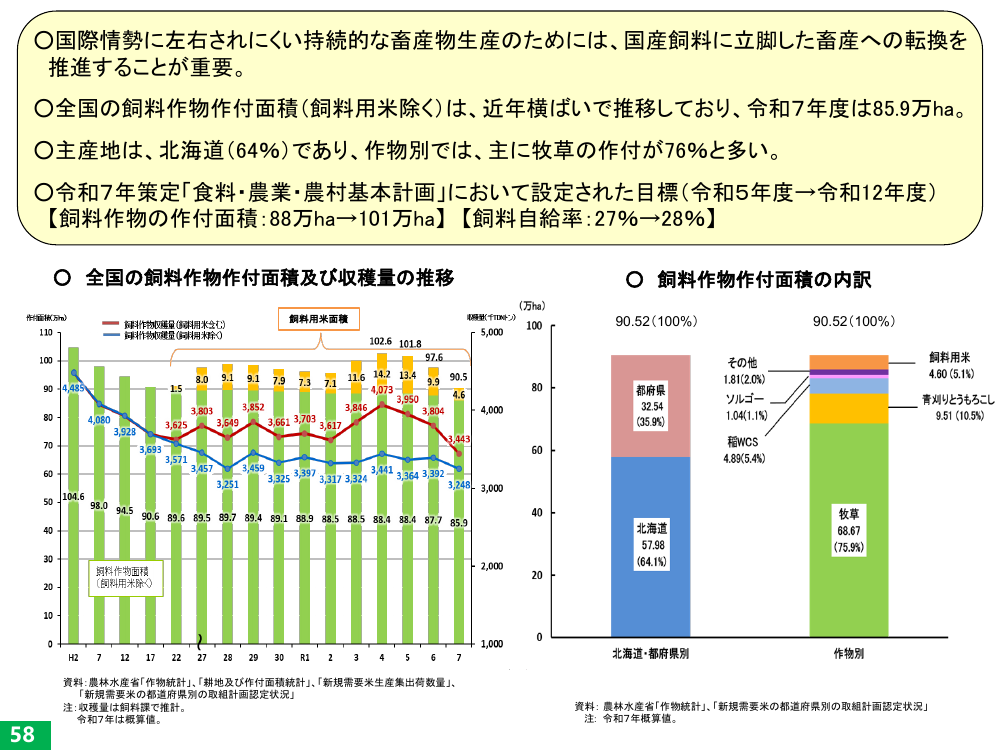 ○国際情勢に左右されにくい持続的な畜産物生産のためには、国産飼料に立脚した畜産への転換を
推進することが重要。
○全国の飼料作物作付面積（飼料用米除く）は、近年横ばいで推移しており、令和７年度は85.9万ha。
○主産地は、北海道（64％）であり、作物別では、主に牧草の作付が76％と多い。
○令和７年策定「食料・農業・農村基本計画」において設定された目標（令和５年度→令和12年度）
【飼料作物の作付面積：88万ha→101万ha】【飼料自給率：27％→28％】
○ 全国の飼料作物作付面積及び収穫量の推移
作付面積(万ha)
収穫量(千TDNトン)
飼料作物収穫量(飼料用米含む)
飼料作物収穫量(飼料用米除く)
飼料用米面積
110
100
90
80
70
60
50
40
30
20
10
0
5,000
4,000
3,000
2,000
1,000
102.6 101.8 97.6 90.5
1.5 8.0 9.1 9.1 7.9 7.3 7.1 11.6 14.2 13.4 9.9 4.6
3,625 3,803 3,649 3,852 3,661 3,703 3,617 3,846 4,073 3,950 3,804 3,443
4,485 4,080 3,928 3,693 3,571 3,457 3,251 3,459 3,325 3,397 3,317 3,324 3,441 3,364 3,392 3,248
104.6 98.0 94.5 90.6 89.6 89.5 89.7 89.4 89.1 88.9 88.5 88.5 88.4 88.4 87.7 85.9
飼料作物面積
（飼料用米除く）
H2 7 12 17 22 27 28 29 30 R1 2 3 4 5 6 7
資料：農林水産省「作物統計」、「耕地及び作付面積統計」、「新規需要米生産集出荷数量」、
「新規需要米の都道府県別の取組計画認定状況」
注：収穫量は飼料課で推計。
令和７年は概算値。
○ 飼料作物作付面積の内訳
(万ha)
100
80
60
40
20
0
90.52（100%）
90.52（100%）
都府県
32.54
(35.9%)
北海道
57.98
(64.1%)
その他
1.81(2.0%)
ソルゴー
1.04(1.1%)
稲WCS
4.89(5.4%)
飼料用米
4.60 (5.1%)
青刈りとうもろこし
9.51 (10.5%)
牧草
68.67
(75.9%)
北海道・都府県別
作物別
資料： 農林水産省「作物統計」、「新規需要米の都道府県別の取組計画認定状況」
注： 令和７年概算値。
58